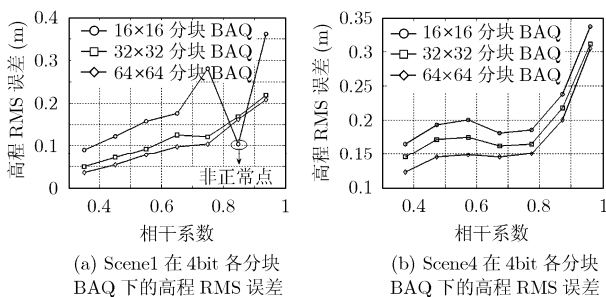 高程 RMS 误差 (m)
0.4
0.3
0.2
0.1
0
16×16 分块 BAQ
32×32 分块 BAQ
64×64 分块 BAQ
非正常点
0.4 0.6 0.8 1
相干系数
(a) Scene1 在 4bit 各分块
BAQ 下的高程 RMS 误差
高程 RMS 误差 (m)
0.35
0.3
0.25
0.2
0.15
0.1
16×16 分块 BAQ
32×32 分块 BAQ
64×64 分块 BAQ
0.4 0.6 0.8 1
相干系数
(b) Scene4 在 4bit 各分块
BAQ 下的高程 RMS 误差